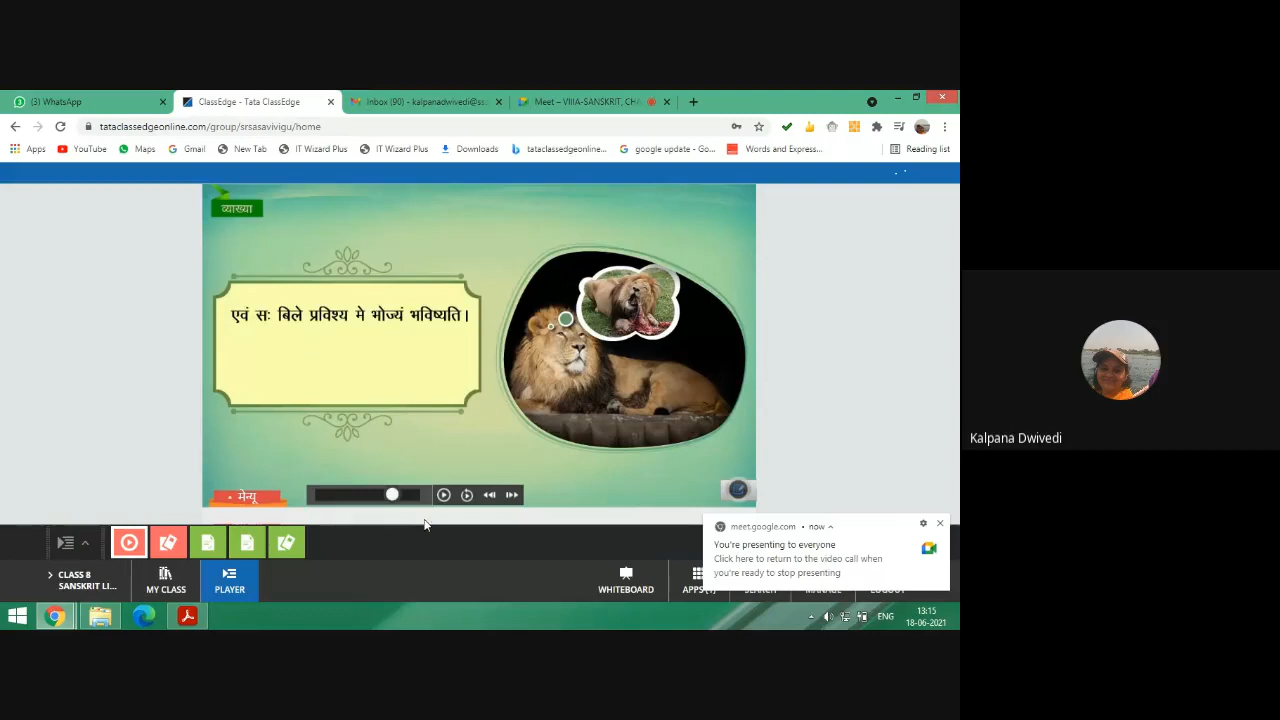 (3) WhatsApp
ClassEdge - Tata ClassEdge
Inbox (90) - kalpanadwivedi@ss
Meet – VIIIA-SANSKRIT, CH
tataclassedgeonline.com/group/srsasavivigu/home
Apps
YouTube
Maps
Gmail
New Tab
IT Wizard Plus
IT Wizard Plus
Downloads
tataclassedgeonline...
google update - Go...
Words and Express...
Reading list
व्याख्या
एवं सः बिले प्रविश्य मे भोज्यं भविष्यति।
• मेन्यू
Kalpana Dwivedi
meet.google.com • now
You're presenting to everyone
Click here to return to the video call when
you're ready to stop presenting
CLASS 8
SANSKRIT LI...
MY CLASS
PLAYER
WHITEBOARD
ENG
13:15
18-06-2021